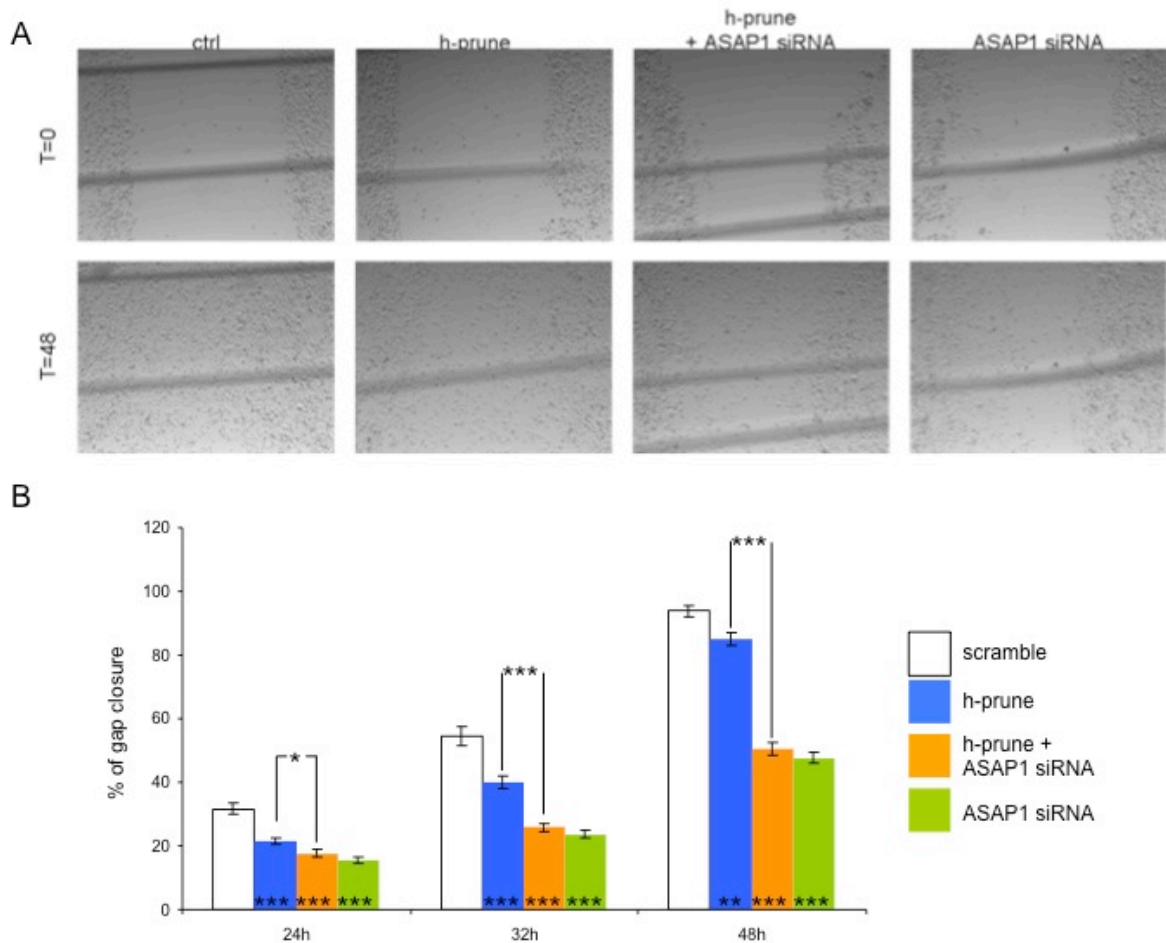 A
ctrl
h-prune
h-prune
+ ASAP1 siRNA
ASAP1 siRNA
T=0
T=48
B
% of gap closure
120
100
80
60
40
20
0
*
***
***
*** *** ***
*** *** ***
** *** ***
24h
32h
48h
scramble
h-prune
h-prune +
ASAP1 siRNA
ASAP1 siRNA